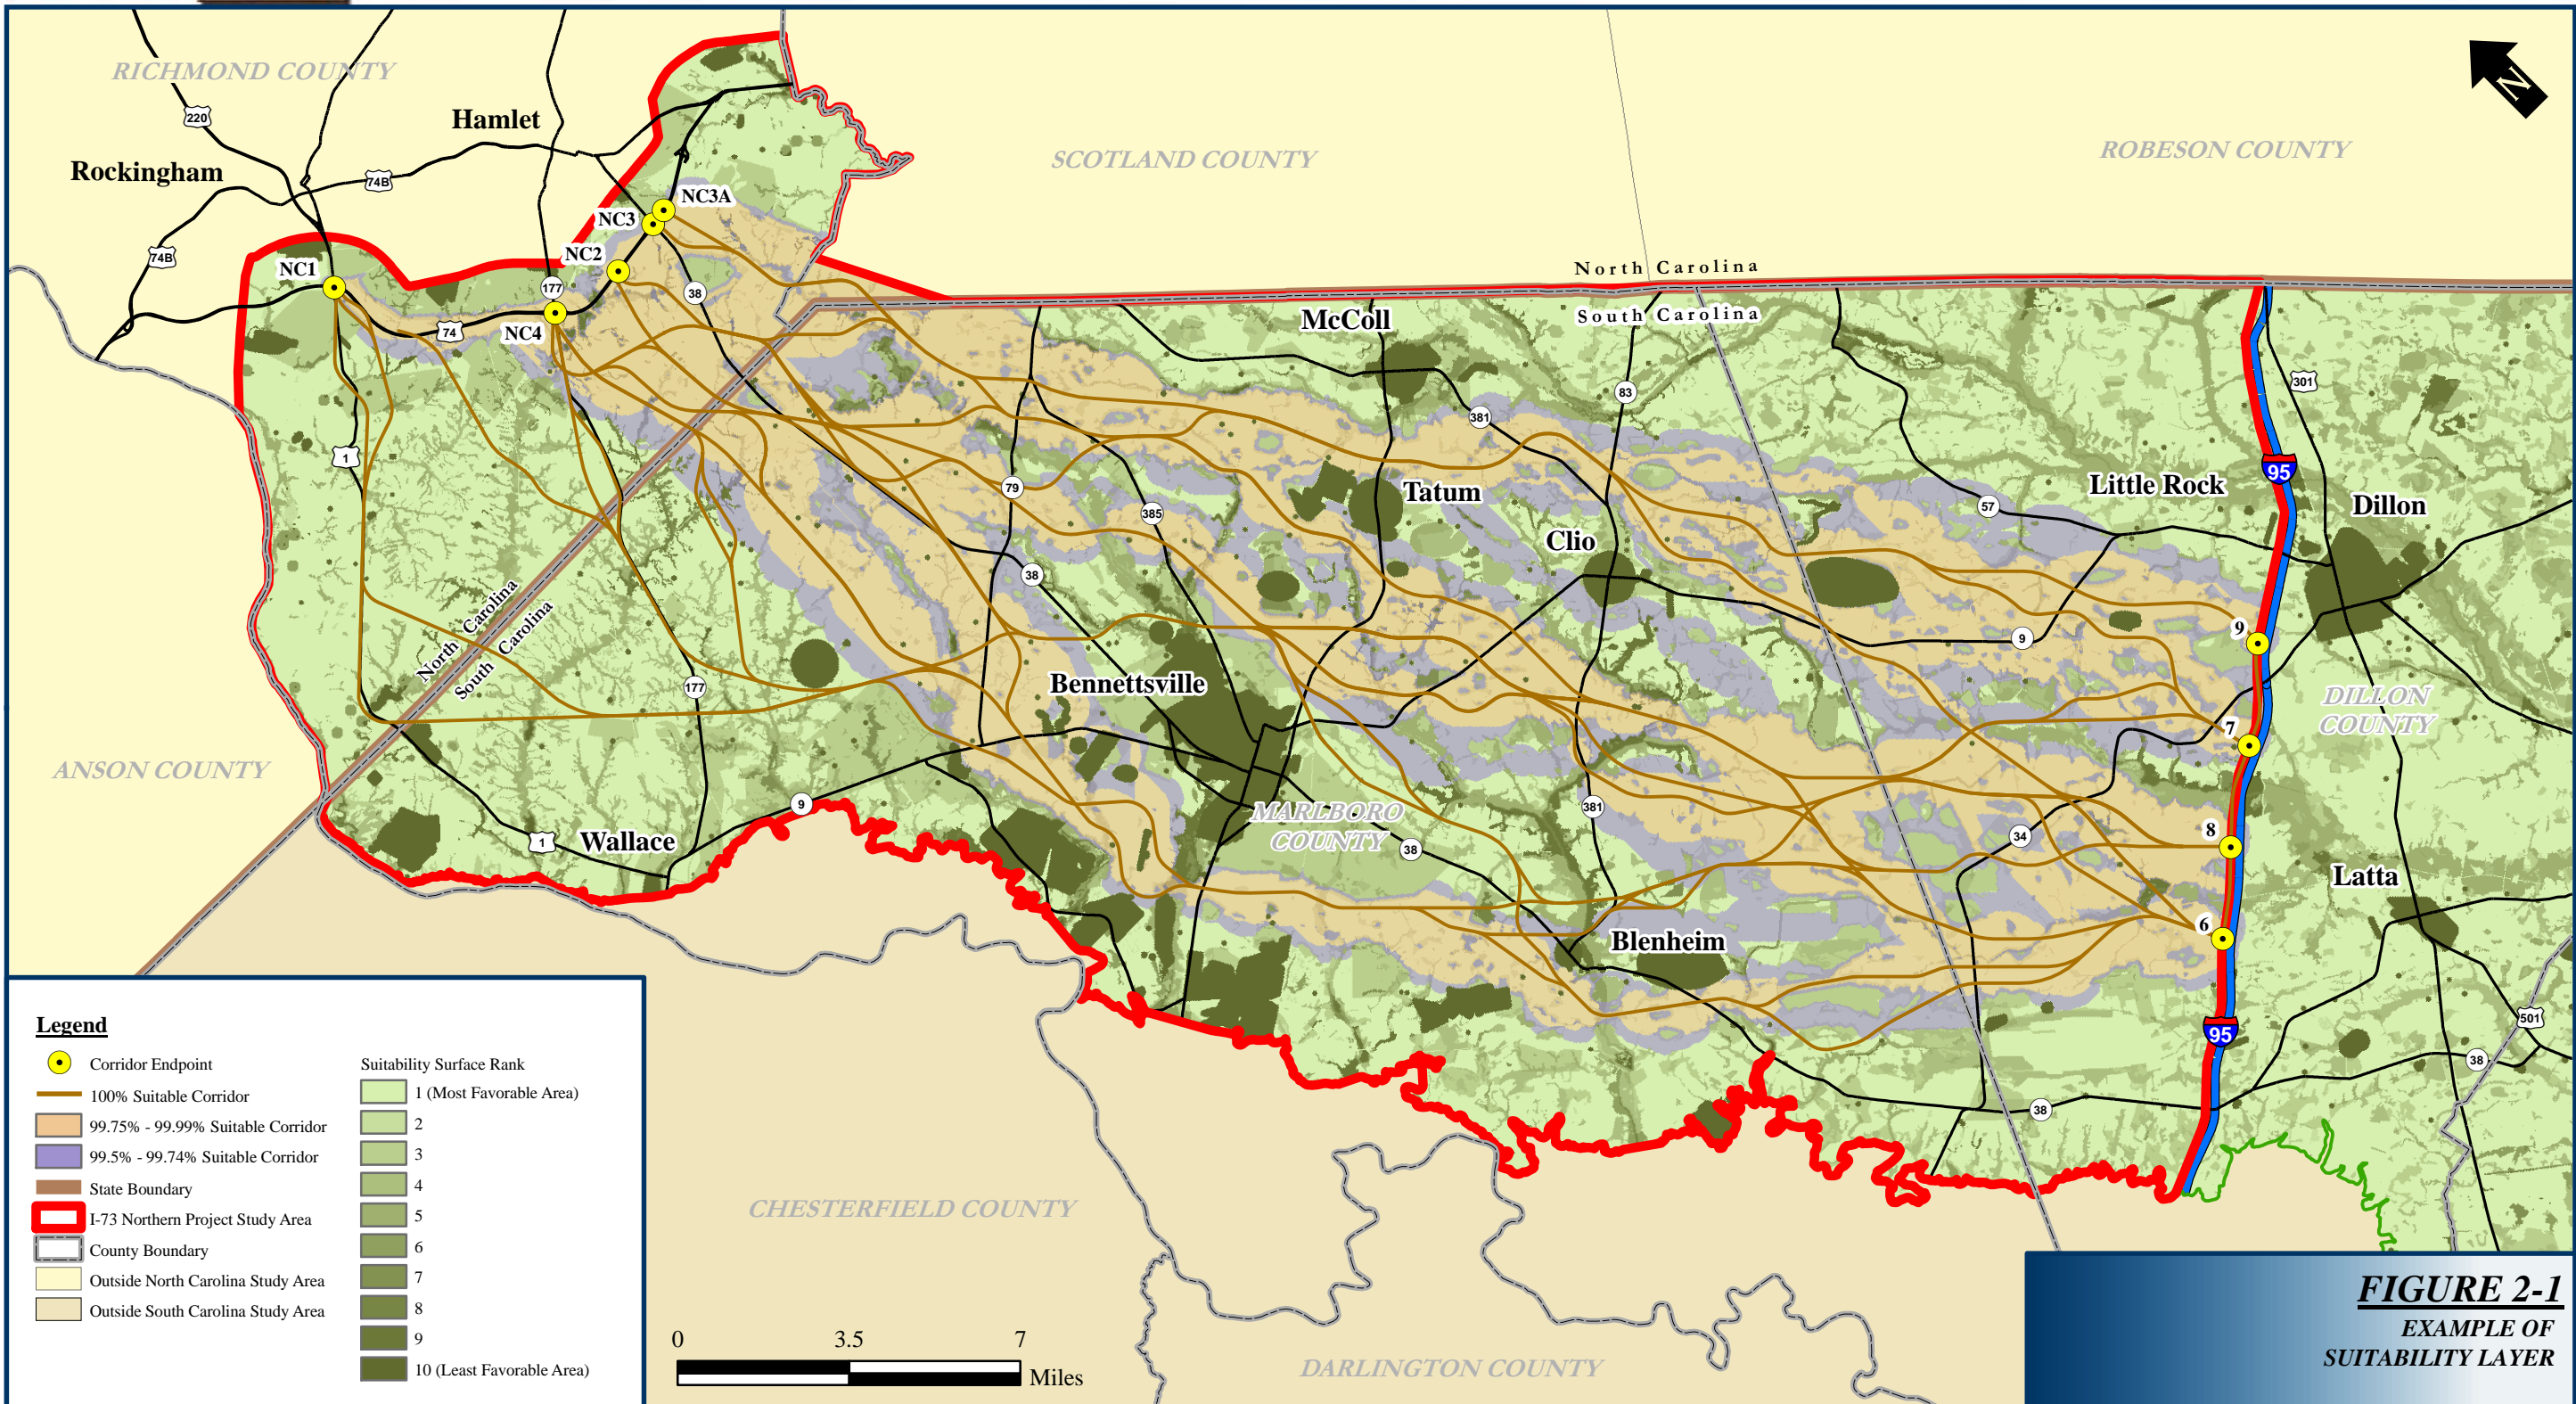 RICHMOND COUNTY
220
Hamlet
Rockingham
74B
74B
SCOTLAND COUNTY
ROBESON COUNTY
N
NC3A
NC3
NC2
NC1
177
38
74
NC4
North Carolina
South Carolina
McColl
301
83
381
1
95
79
Tatum
Little Rock
Dillon
385
57
Clio
38
North Carolina
South Carolina
9
9
177
Bennettsville
DILLON
COUNTY
7
ANSON COUNTY
9
381
MARLBORO
COUNTY
1
Wallace
38
34
8
Latta
6
Blenheim
501
95
38
38
CHESTERFIELD COUNTY
DARLINGTON COUNTY
Legend
Corridor Endpoint
100% Suitable Corridor
99.75% - 99.99% Suitable Corridor
99.5% - 99.74% Suitable Corridor
State Boundary
I-73 Northern Project Study Area
County Boundary
Outside North Carolina Study Area
Outside South Carolina Study Area
Suitability Surface Rank
1 (Most Favorable Area)
2
3
4
5
6
7
8
9
10 (Least Favorable Area)
0 3.5 7
Miles
FIGURE 2-1
EXAMPLE OF
SUITABILITY LAYER